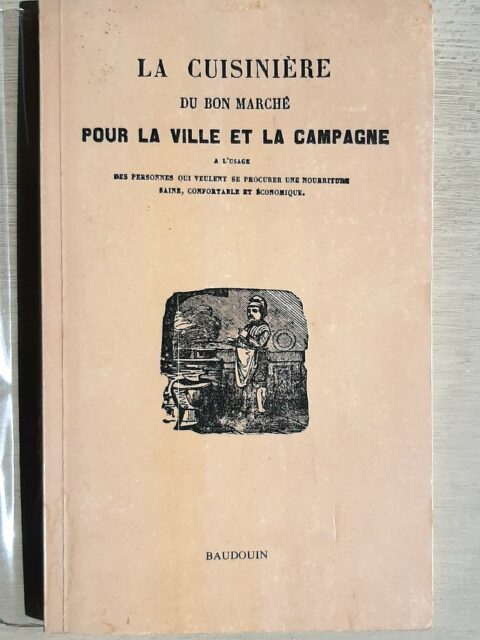 LA CUISINIÈRE
DU BON MARCHÉ
POUR LA VILLE ET LA CAMPAGNE
A L'USAGE
DES PERSONNES QUI VEULENT SE PROCURER UNE NOURRITURE
SAINE, CONFORTABLE ET ÉCONOMIQUE.
BAUDOUIN